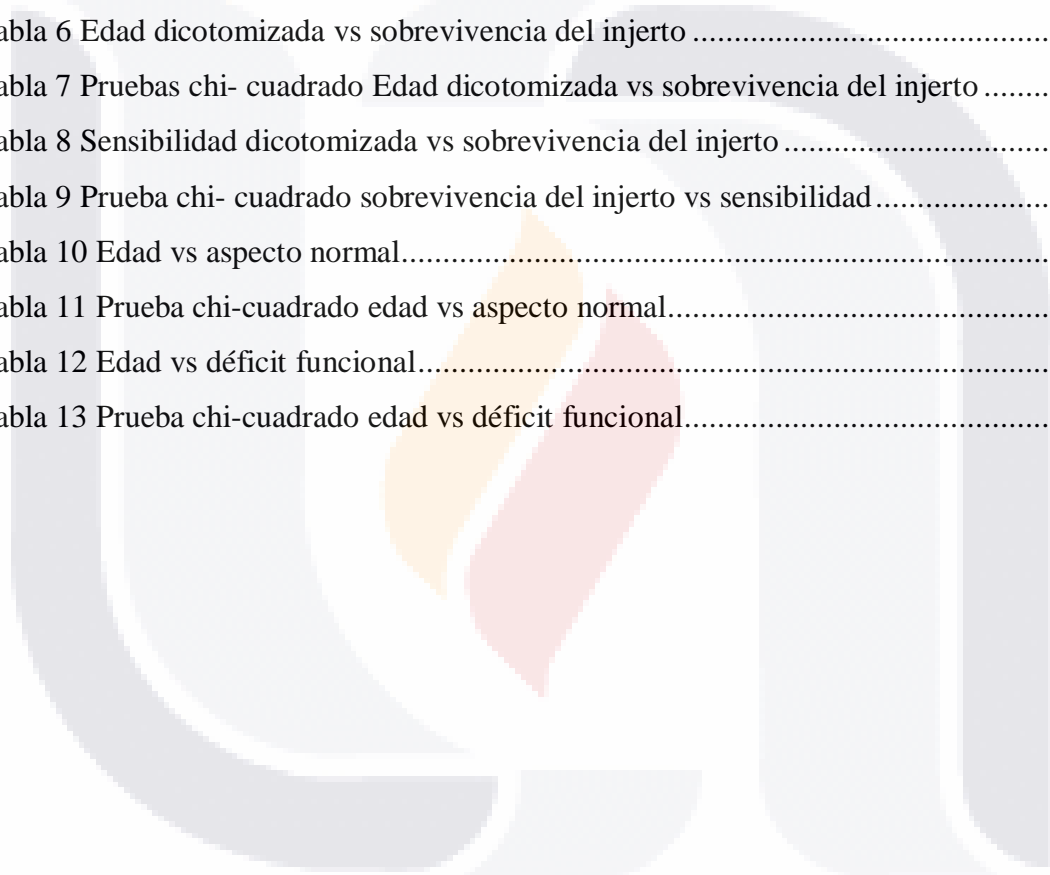 abla 6 Edad dicotomizada vs sobrevivencia del injerto ............................................
abla 7 Pruebas chi- cuadrado Edad dicotomizada vs sobrevivencia del injerto ........
abla 8 Sensibilidad dicotomizada vs sobrevivencia del injerto .................................
abla 9 Prueba chi- cuadrado sobrevivencia del injerto vs sensibilidad .....................
abla 10 Edad vs aspecto normal.................................................................................
abla 11 Prueba chi-cuadrado edad vs aspecto normal................................................
abla 12 Edad vs déficit funcional...............................................................................
abla 13 Prueba chi-cuadrado edad vs déficit funcional..............................................